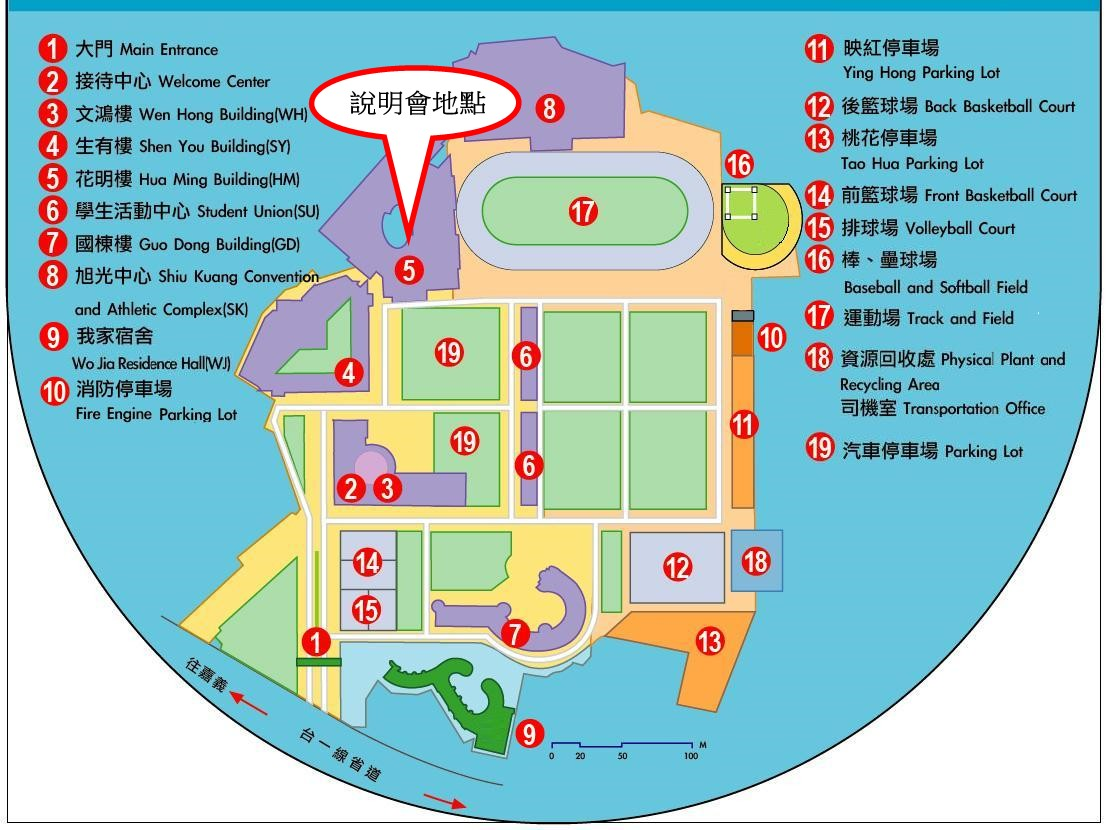 1 大門 Main Entrance
2 接待中心 Welcome Center
3 文鴻樓 Wen Hong Building(WH)
4 生有樓 Shen You Building(SY)
5 花明樓 Hua Ming Building(HM)
6 學生活動中心 Student Union(SU)
7 國棟樓 Guo Dong Building(GD)
8 旭光中心 Shiu Kuang Convention
and Athletic Complex(SK)
9 我家宿舍
Wo Jia Residence Hall(WJ)
10 消防停車場
Fire Engine Parking Lot
說明會地點
11 映紅停車場
Ying Hong Parking Lot
12 後籃球場 Back Basketball Court
13 桃花停車場
Tao Hua Parking Lot
14 前籃球場 Front Basketball Court
15 排球場 Volleyball Court
16 棒、壘球場
Baseball and Softball Field
17 運動場 Track and Field
18 資源回收處 Physical Plant and
Recycling Area
司機室 Transportation Office
19 汽車停車場 Parking Lot
8
16
17
5
10
19
6
4
11
19
6
2 3
14
12
18
15
7
1
13
9
往嘉義
台一線省道
0 20 50 100 M